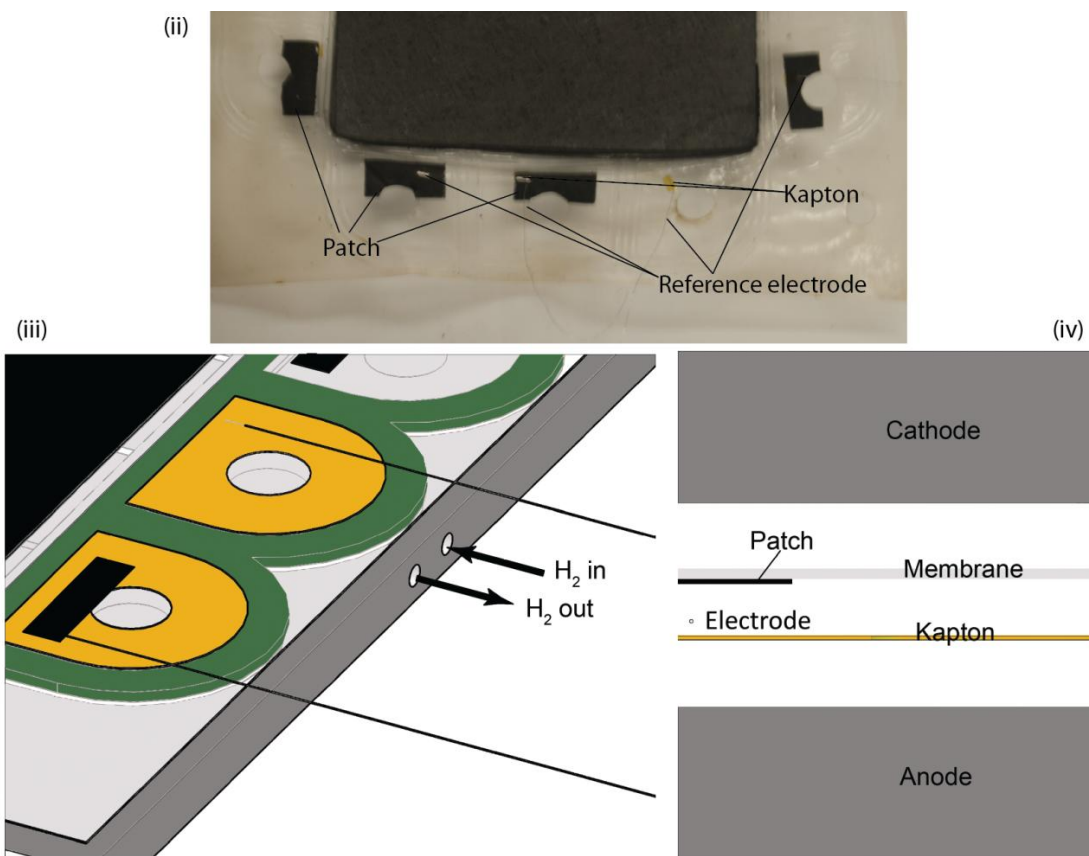 (ii)
Kapton
Patch
Reference electrode
(iii)
(iv)
H₂ in
H₂ out
Cathode
Patch
Membrane
Electrode
Kapton
Anode